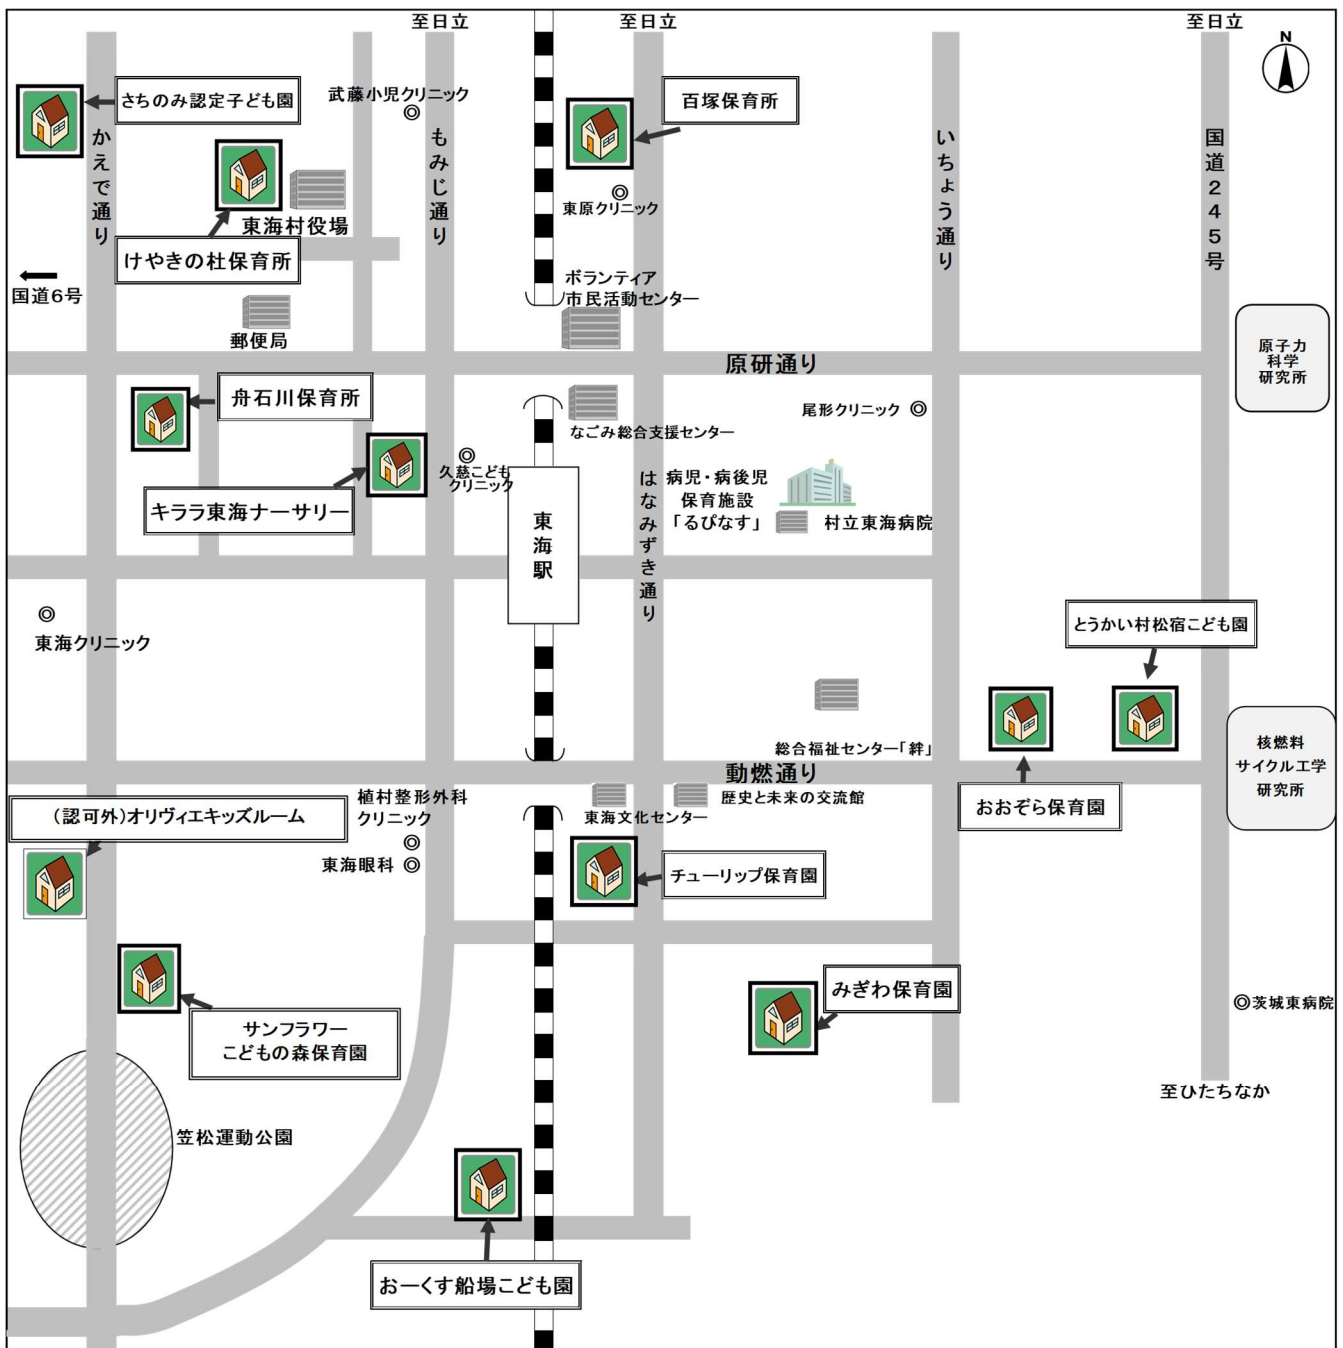 至日立
至日立
至日立
N
さちのみ認定子ども園
武藤小児クリニック
百塚保育所
かえで通り
もみじ通り
いちょう通り
国道245号
東海村役場
東原クリニック
けやきの杜保育所
国道6号
ボランティア
市民活動センター
郵便局
原研通り
原子力
科学
研究所
舟石川保育所
尾形クリニック
なごみ総合支援センター
久慈こども
クリニック
キララ東海ナーサリー
東海駅
はなみずき通り
病児・病後児
保育施設
「るぴなす」
村立東海病院
東海クリニック
とうかい村松宿こども園
総合福祉センター「絆」
動燃通り
核燃料
サイクル工学
研究所
植村整形外科
クリニック
東海文化センター
歴史と未来の交流館
おおぞら保育園
(認可外)オリヴィエキッズルーム
東海眼科
チューリップ保育園
みぎわ保育園
茨城東病院
サンフラワー
こどもの森保育園
至ひたちなか
笠松運動公園
おーくす船場こども園